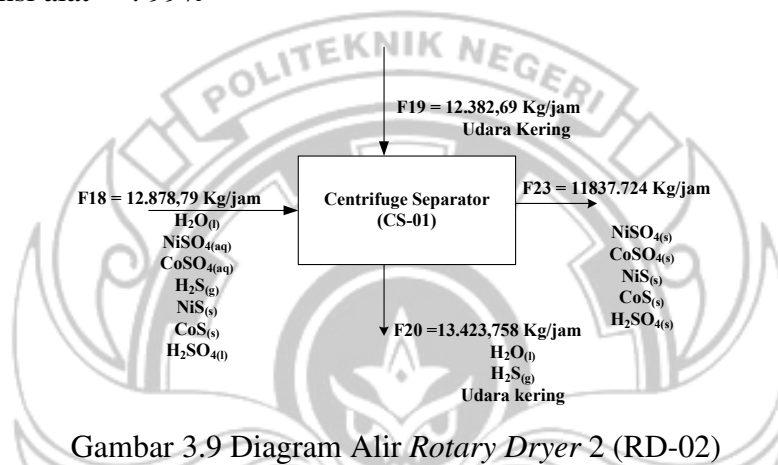 POLITEKNIK NEGERI
F19 = 12.382,69 Kg/jam
Udara Kering
F18 = 12.878,79 Kg/jam
H₂O₍ₗ₎
NiSO₄(aq)
CoSO₄(aq)
H₂S(g)
NiS(s)
CoS(s)
H₂SO₄(l)
Centrifuge Separator
(CS-01)
F23 = 11837.724 Kg/jam
NiSO₄(s)
CoSO₄(s)
NiS(s)
CoS(s)
H₂SO₄(s)
F20 =13.423,758 Kg/jam
H₂O(l)
H₂S(g)
Udara kering
Gambar 3.9 Diagram Alir Rotary Dryer 2 (RD-02)